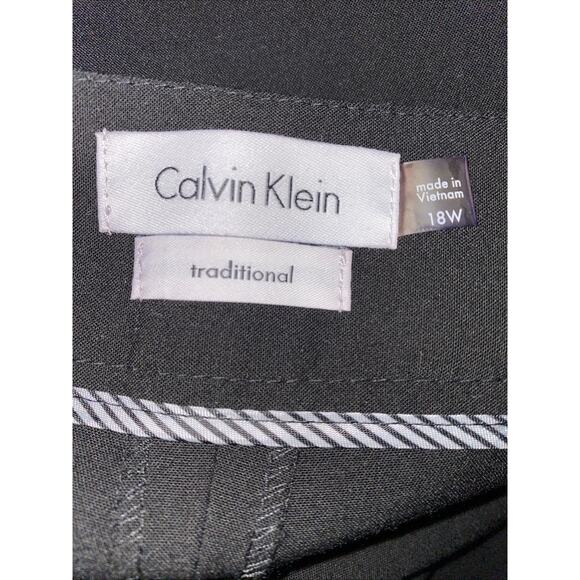 Calvin Klein
traditional
made in
Vietnam
18W